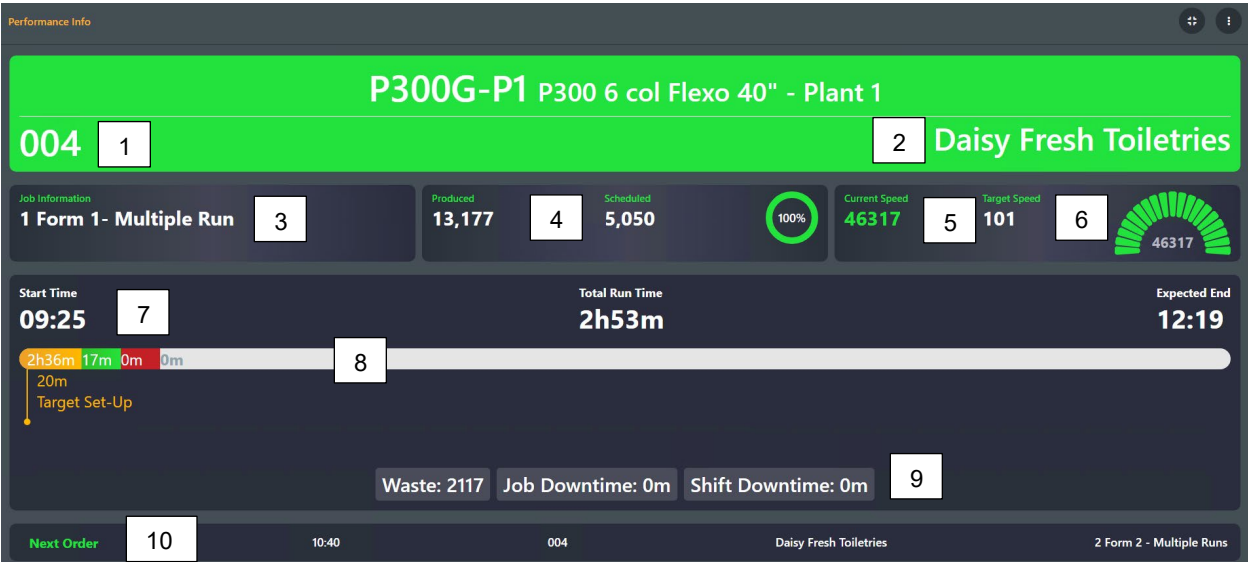 Performance Info
P300G-P1 P300 6 col Flexo 40" - Plant 1
004 1 2 Daisy Fresh Toiletries
Job Information
1 Form 1- Multiple Run 3
Produced Scheduled
13,177 4 5,050 100%
Current Speed Target Speed
46317 5 101 6 46317
Start Time Total Run Time Expected End
09:25 7 2h53m 12:19
2h36m 17m 0m 0m 8
20m
Target Set-Up
Waste: 2117 Job Downtime: 0m Shift Downtime: 0m 9
Next Order 10 10:40 004 Daisy Fresh Toiletries 2 Form 2 - Multiple Runs